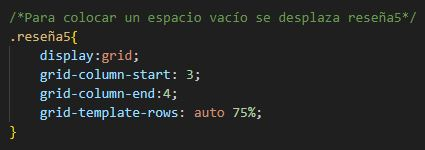 /*Para colocar un espacio vacío se desplaza reseña5*/
.reseña5{
    display:grid;
    grid-column-start: 3;
    grid-column-end:4;
    grid-template-rows: auto 75%;
}